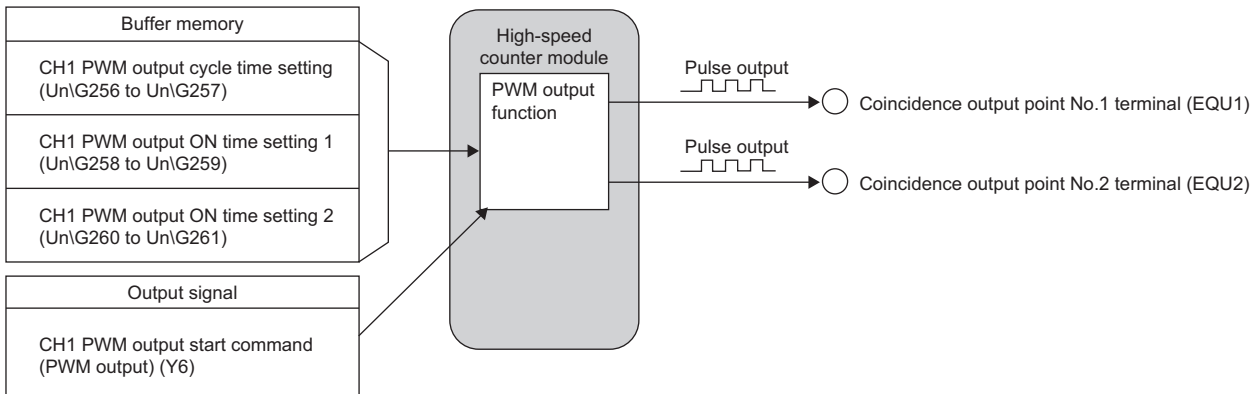 Buffer memory
CH1 PWM output cycle time setting
(Un\G256 to Un\G257)
CH1 PWM output ON time setting 1
(Un\G258 to Un\G259)
CH1 PWM output ON time setting 2
(Un\G260 to Un\G261)
Output signal
CH1 PWM output start command
(PWM output) (Y6)
High-speed
counter module
PWM output
function
Pulse output
Coincidence output point No.1 terminal (EQU1)
Pulse output
Coincidence output point No.2 terminal (EQU2)